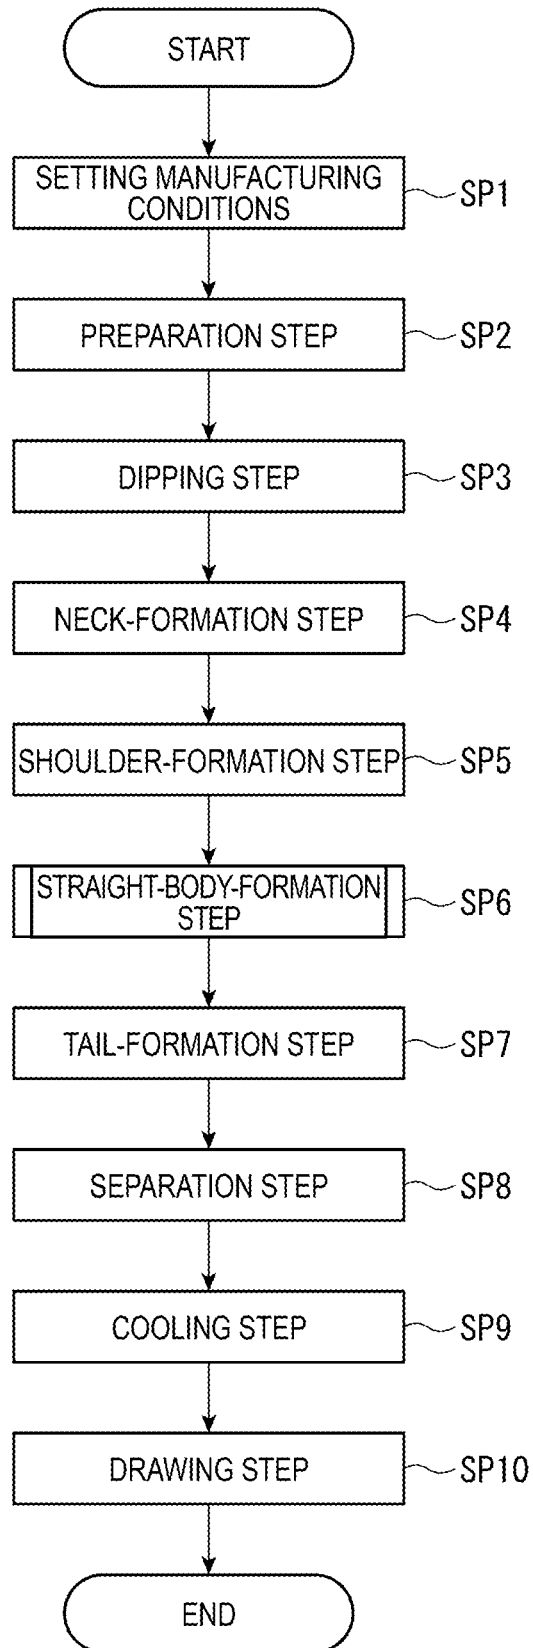 START
SETTING MANUFACTURING
CONDITIONS
SP1
PREPARATION STEP
SP2
DIPPING STEP
SP3
NECK-FORMATION STEP
SP4
SHOULDER-FORMATION STEP
SP5
STRAIGHT-BODY-FORMATION
STEP
SP6
TAIL-FORMATION STEP
SP7
SEPARATION STEP
SP8
COOLING STEP
SP9
DRAWING STEP
SP10
END